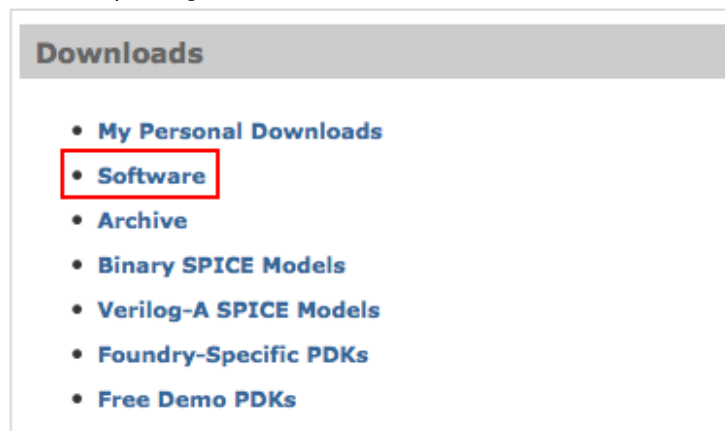 Downloads
• My Personal Downloads
• Software
• Archive
• Binary SPICE Models
• Verilog-A SPICE Models
• Foundry-Specific PDKs
• Free Demo PDKs